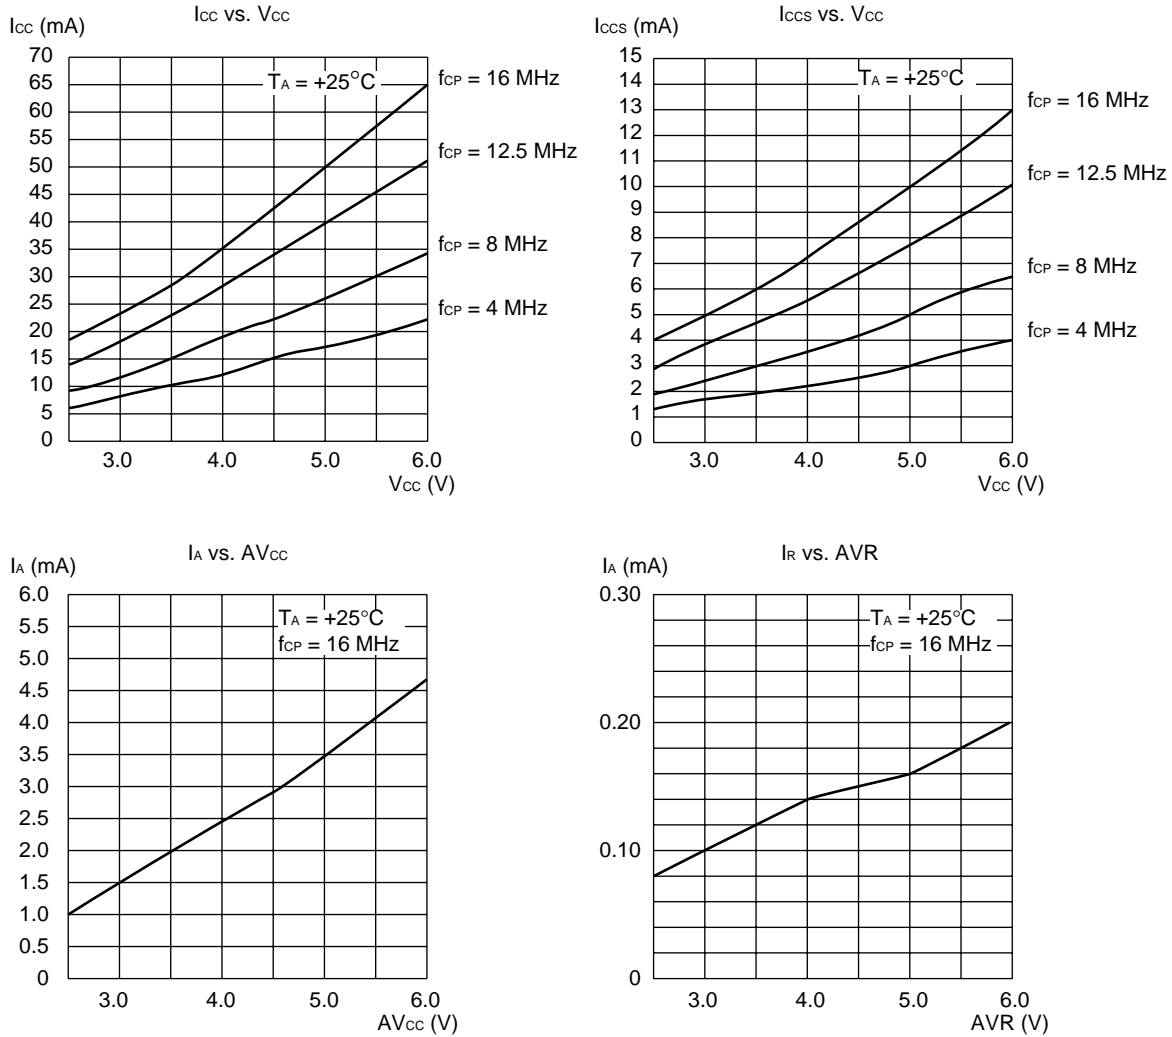 ICC vs. VCC
ICC (mA)
70
65
60
55
50
45
40
35
30
25
20
15
10
5
0
TA = +25°C
fCP = 16 MHz
fCP = 12.5 MHz
fCP = 8 MHz
fCP = 4 MHz
3.0 4.0 5.0 6.0
VCC (V)
ICCS vs. VCC
ICCS (mA)
15
14
13
12
11
10
9
8
7
6
5
4
3
2
1
0
TA = +25°C
fCP = 16 MHz
fCP = 12.5 MHz
fCP = 8 MHz
fCP = 4 MHz
3.0 4.0 5.0 6.0
VCC (V)
IA vs. AVCC
IA (mA)
6.0
5.5
5.0
4.5
4.0
3.5
3.0
2.5
2.0
1.5
1.0
0.5
0
TA = +25°C
fCP = 16 MHz
3.0 4.0 5.0 6.0
AVCC (V)
IR vs. AVR
IA (mA)
0.30
0.20
0.10
0
TA = +25°C
fCP = 16 MHz
3.0 4.0 5.0 6.0
AVR (V)